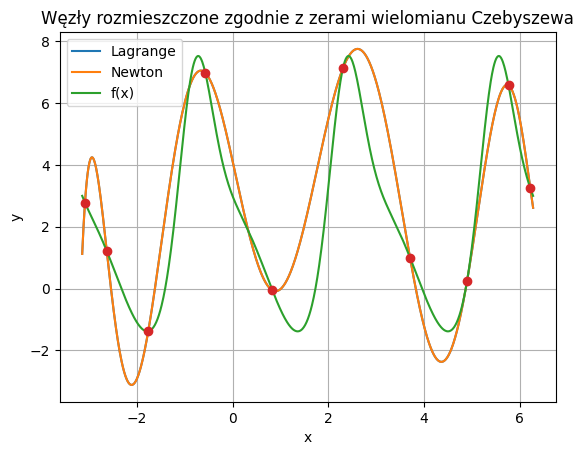 Węzły rozmieszczone zgodnie z zerami wielomianu Czebyszewa
Lagrange
Newton
f(x)
8
6
4
2
0
−2
y
−2
0
2
4
6
x